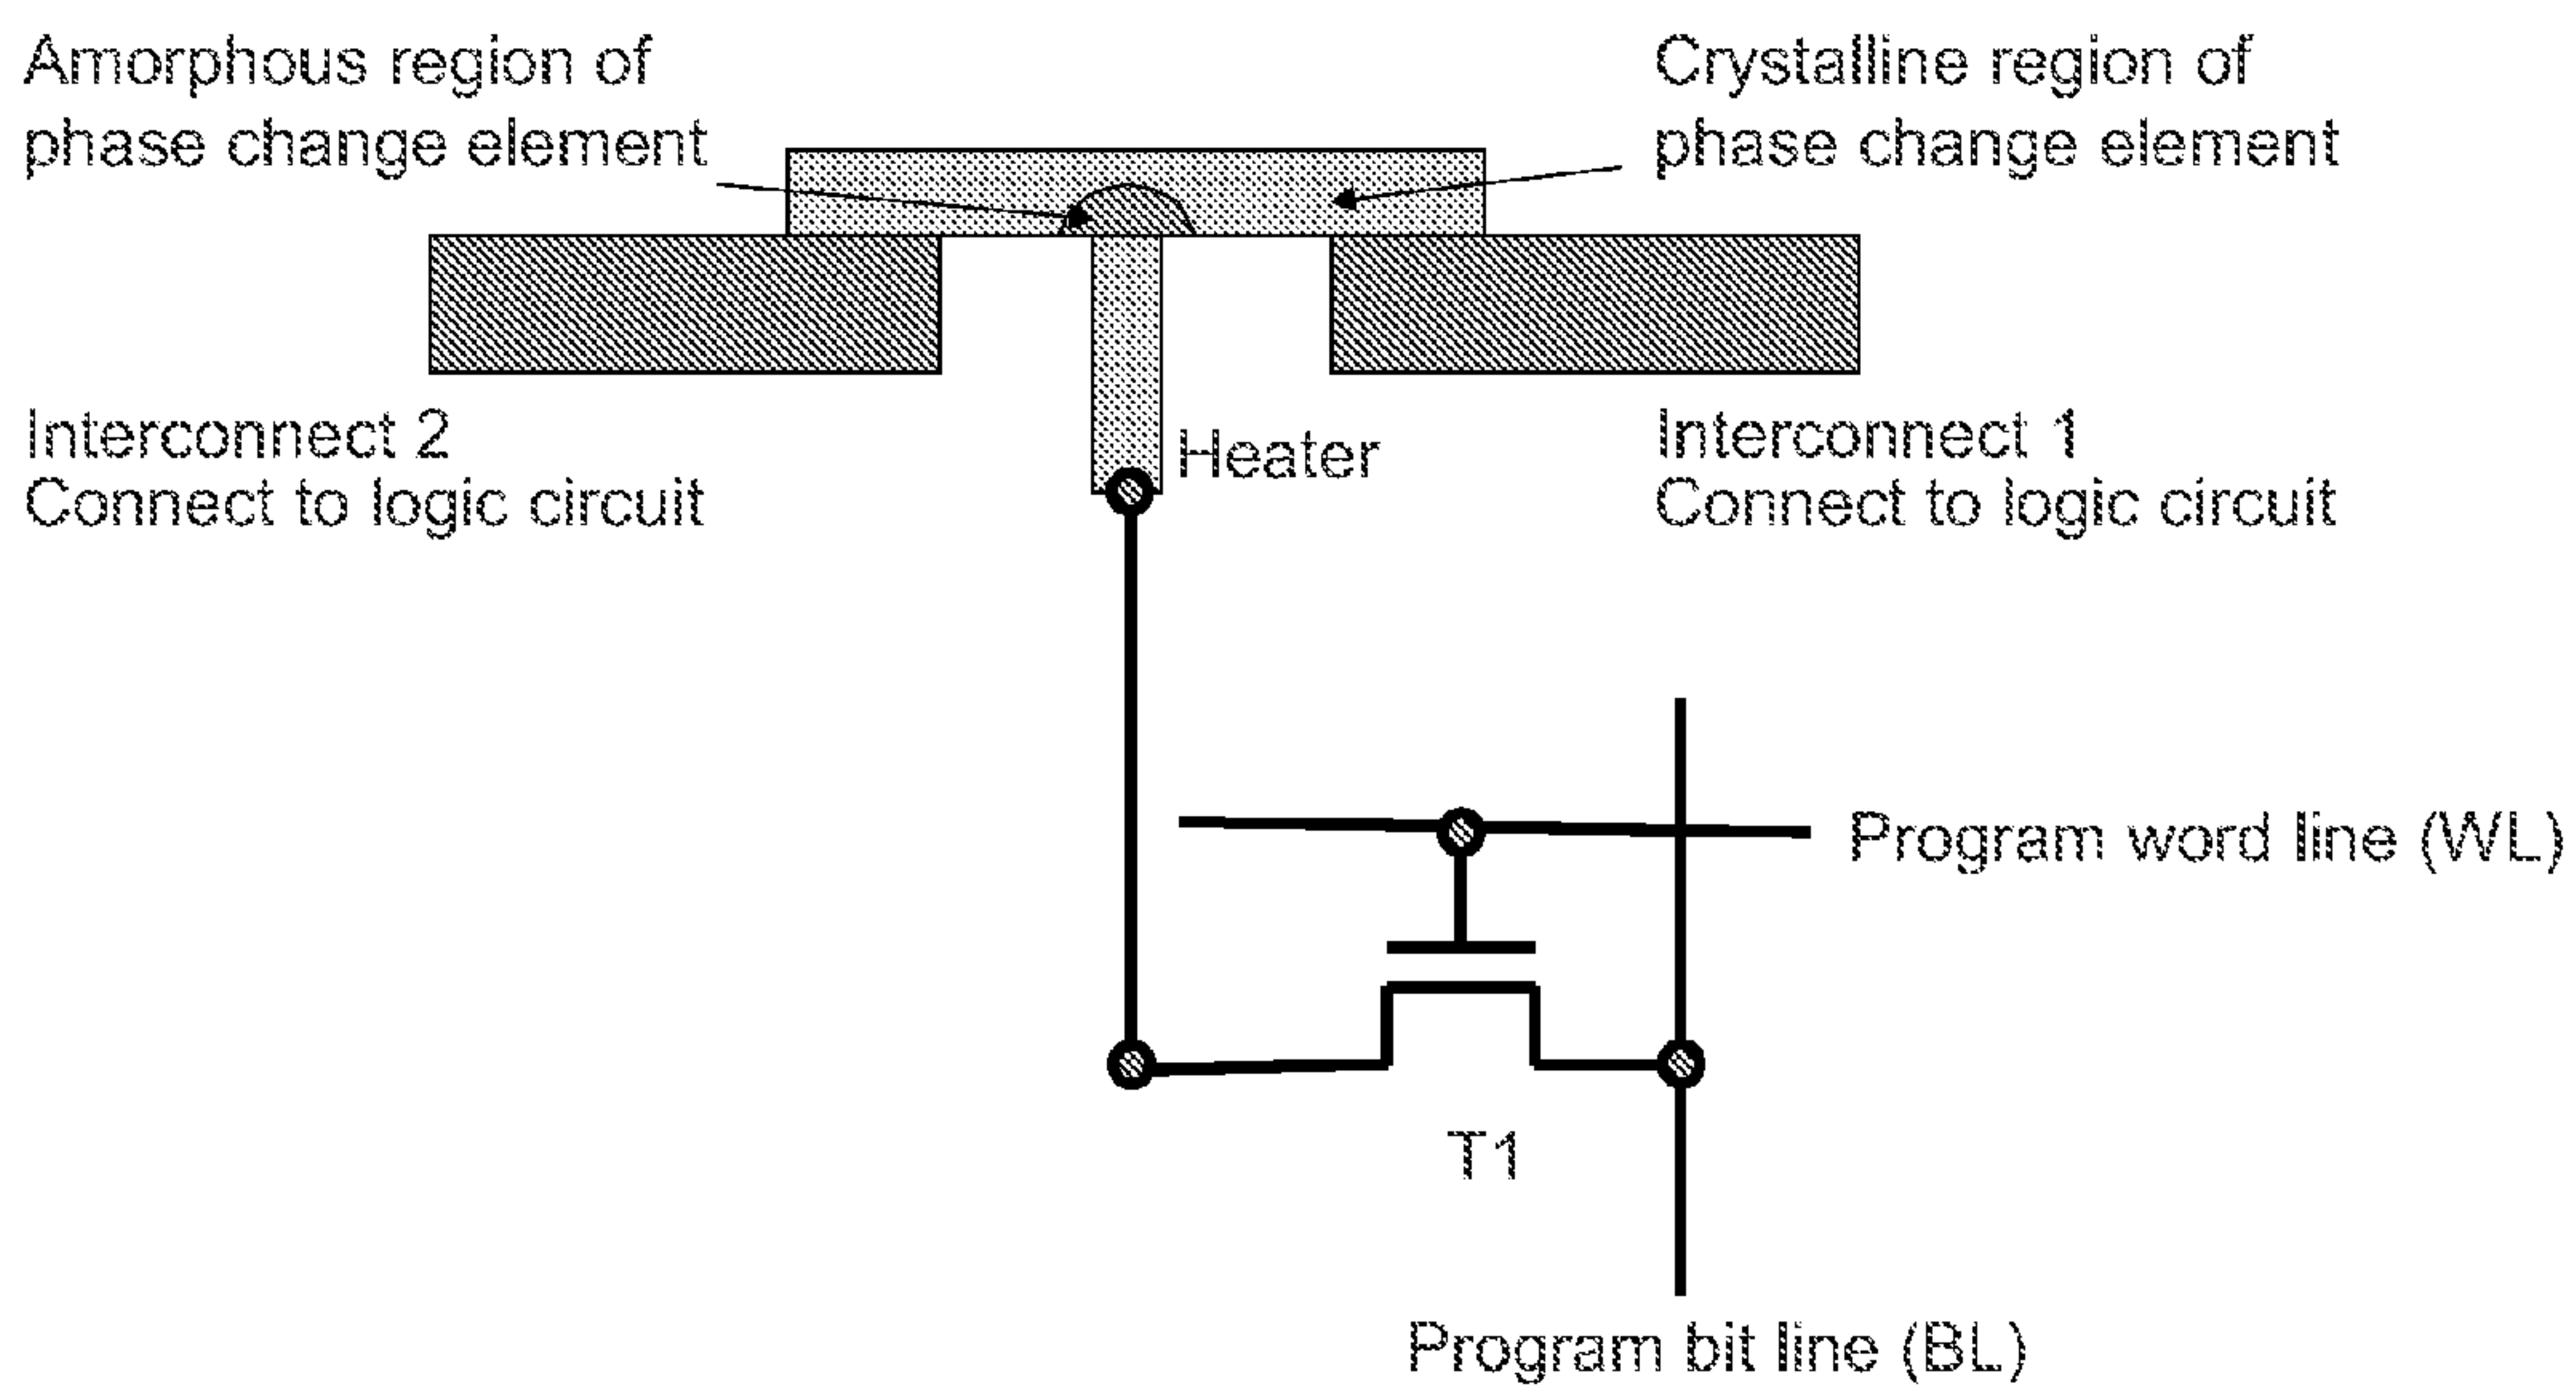 Amorphous region of
phase change element
Crystalline region of
phase change element
Interconnect 2
Connect to logic circuit
Heater
Interconnect 1
Connect to logic circuit
Program word line (WL)
T1
Program bit line (BL)